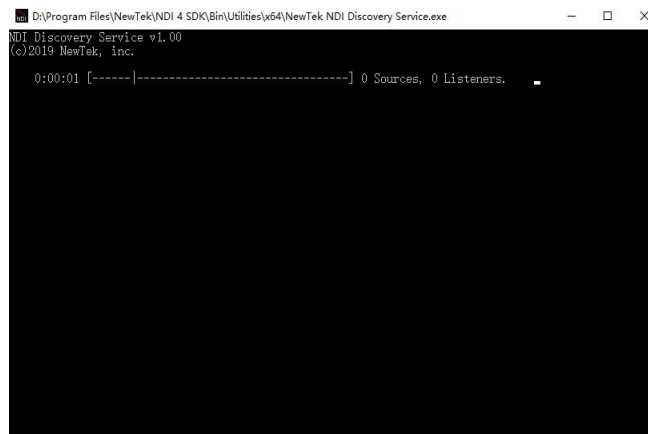 NDI
D:\Program Files\NewTek\NDI 4 SDK\Bin\Utilities\x64\NewTek NDI Discovery Service.exe
NDI Discovery Service v1.00
(c)2019 NewTek, inc.
0:00:01 [------|--------------------------------] 0 Sources, 0 Listeners.